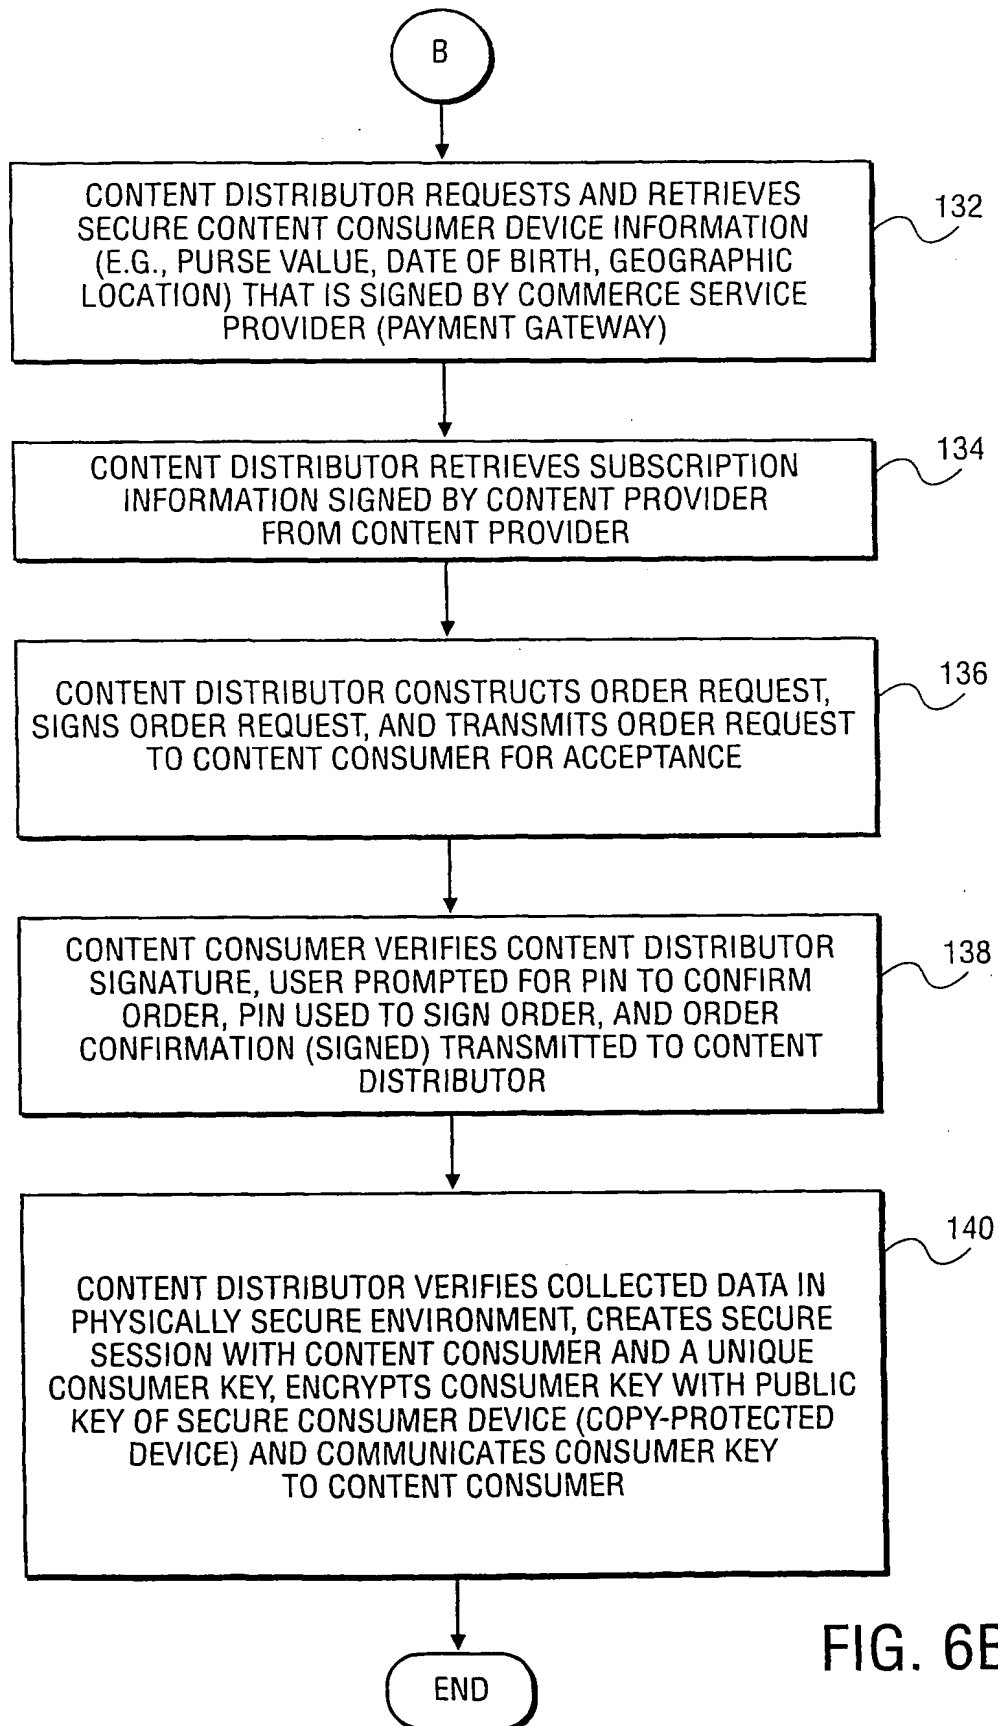 B
CONTENT DISTRIBUTOR REQUESTS AND RETRIEVES
SECURE CONTENT CONSUMER DEVICE INFORMATION
(E.G., PURSE VALUE, DATE OF BIRTH, GEOGRAPHIC
LOCATION) THAT IS SIGNED BY COMMERCE SERVICE
PROVIDER (PAYMENT GATEWAY)
132
CONTENT DISTRIBUTOR RETRIEVES SUBSCRIPTION
INFORMATION SIGNED BY CONTENT PROVIDER
FROM CONTENT PROVIDER
134
CONTENT DISTRIBUTOR CONSTRUCTS ORDER REQUEST,
SIGNS ORDER REQUEST, AND TRANSMITS ORDER REQUEST
TO CONTENT CONSUMER FOR ACCEPTANCE
136
CONTENT CONSUMER VERIFIES CONTENT DISTRIBUTOR
SIGNATURE, USER PROMPTED FOR PIN TO CONFIRM
ORDER, PIN USED TO SIGN ORDER, AND ORDER
CONFIRMATION (SIGNED) TRANSMITTED TO CONTENT
DISTRIBUTOR
138
CONTENT DISTRIBUTOR VERIFIES COLLECTED DATA IN
PHYSICALLY SECURE ENVIRONMENT, CREATES SECURE
SESSION WITH CONTENT CONSUMER AND A UNIQUE
CONSUMER KEY, ENCRYPTS CONSUMER KEY WITH PUBLIC
KEY OF SECURE CONSUMER DEVICE (COPY-PROTECTED
DEVICE) AND COMMUNICATES CONSUMER KEY
TO CONTENT CONSUMER
140
END
FIG. 6B